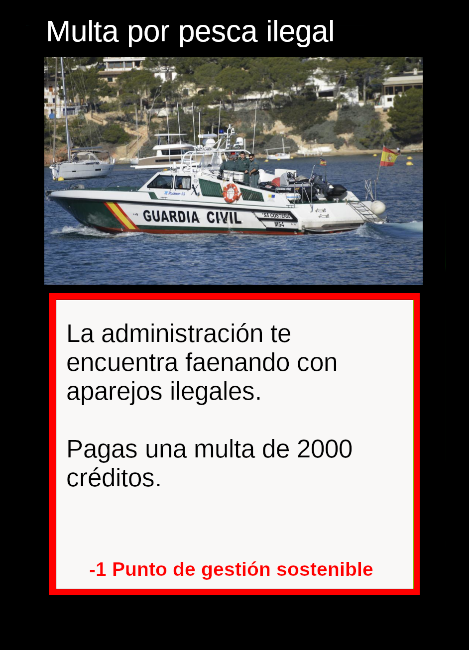 Multa por pesca ilegal
GUARDIA CIVIL
La administración te
encuentra faenando con
aparejos ilegales.
Pagas una multa de 2000
créditos.
-1 Punto de gestión sostenible